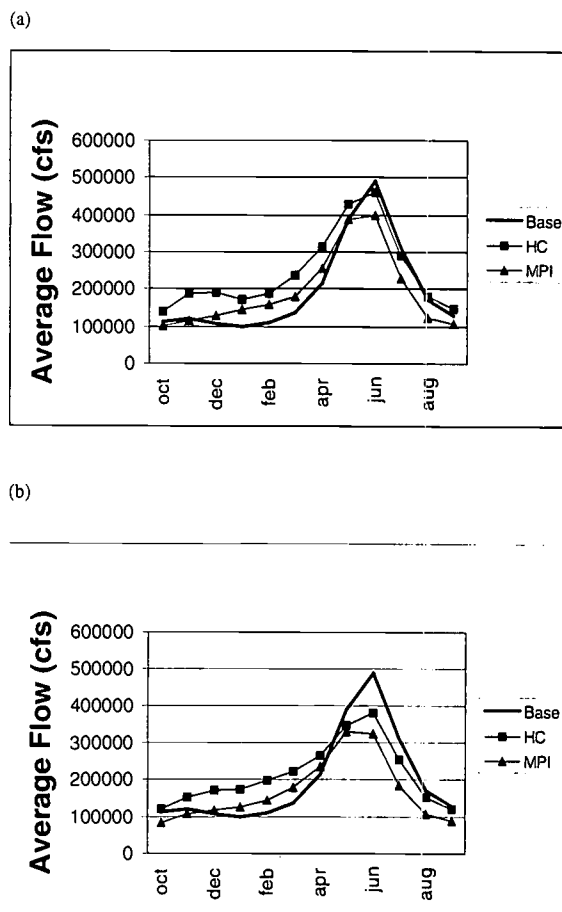 (a)
Average Flow (cfs)
600000
500000
400000
300000
200000
100000
0
oct
dec
feb
apr
jun
aug
Base
HC
MPI
(b)
Average Flow (cfs)
600000
500000
400000
300000
200000
100000
0
oct
dec
feb
apr
jun
aug
Base
HC
MPI